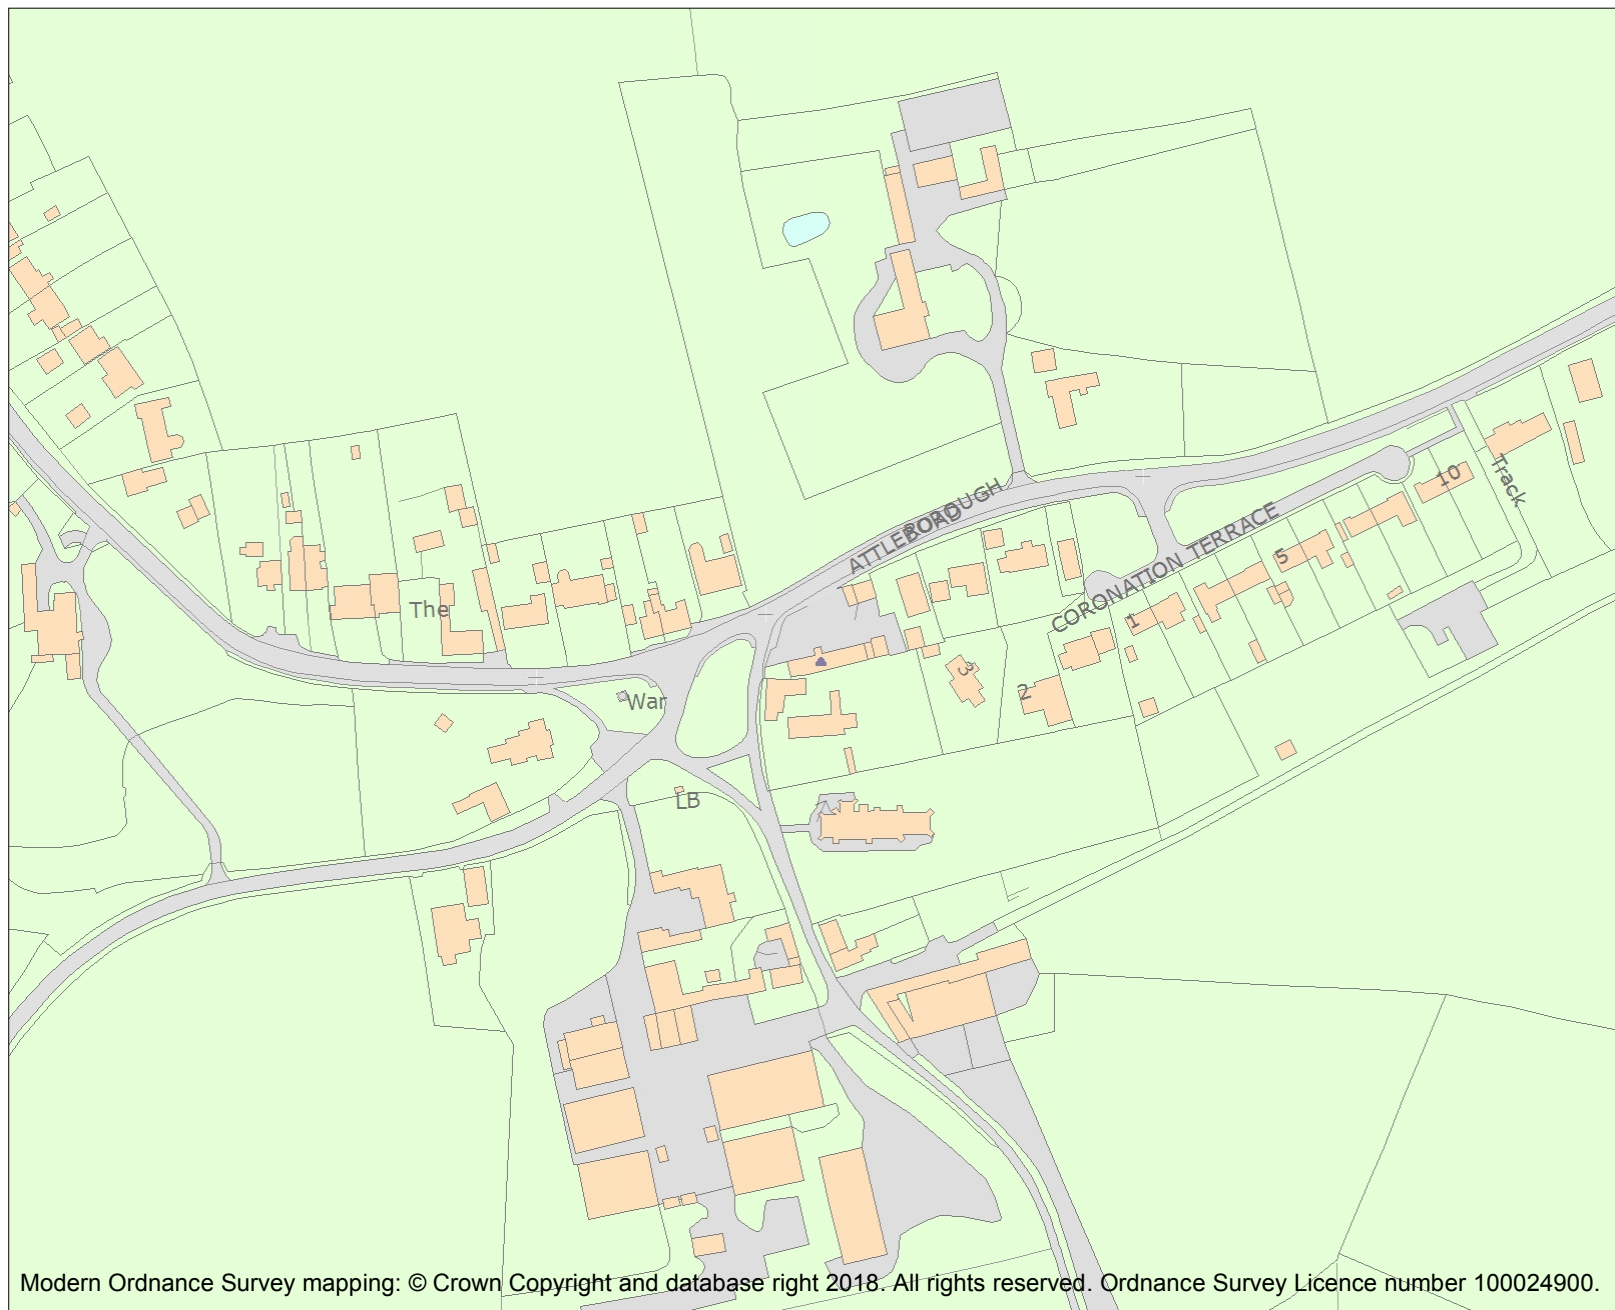 10
Track
ATTLEBOROUGH
ROAD
CORONATION TERRACE
5
The
1
3
2
War
LB
Modern Ordnance Survey mapping: © Crown Copyright and database right 2018. All rights reserved. Ordnance Survey Licence number 100024900.